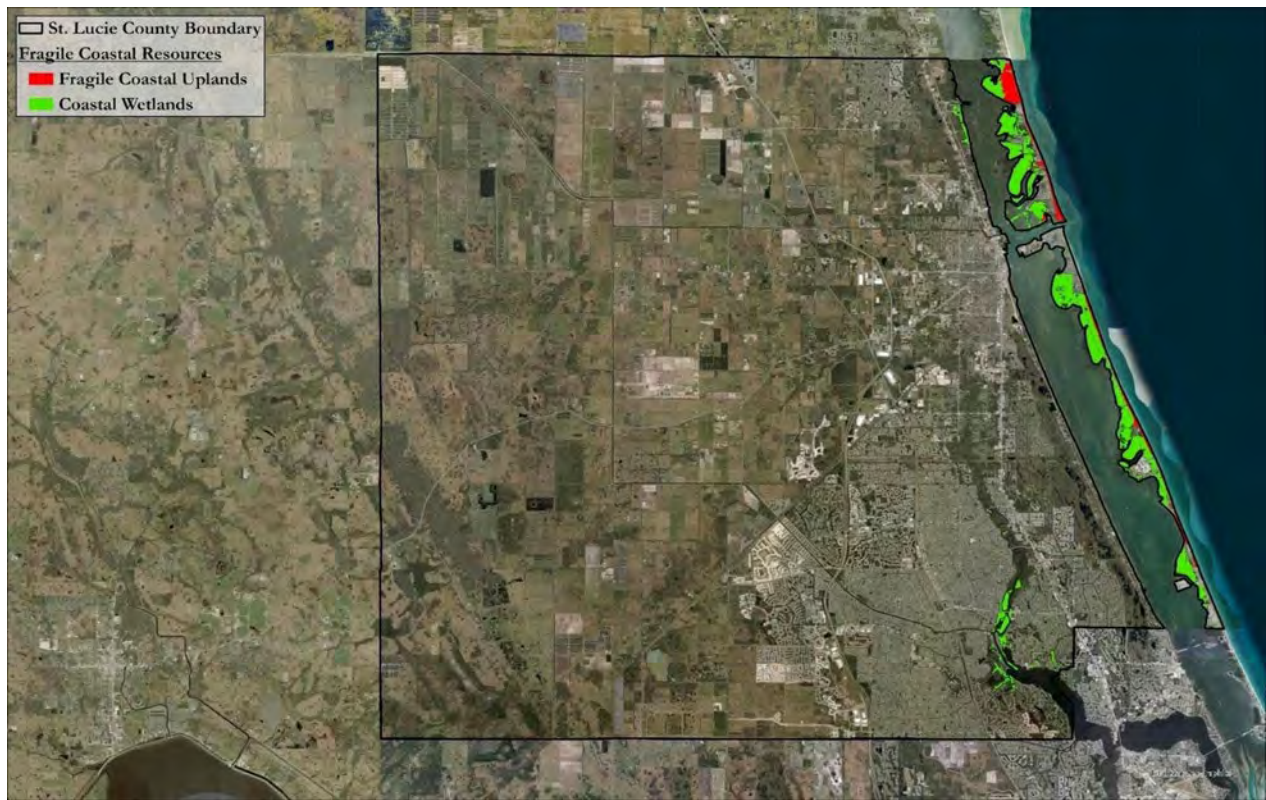 St. Lucie County Boundary
Fragile Coastal Resources
Fragile Coastal Uplands
Coastal Wetlands